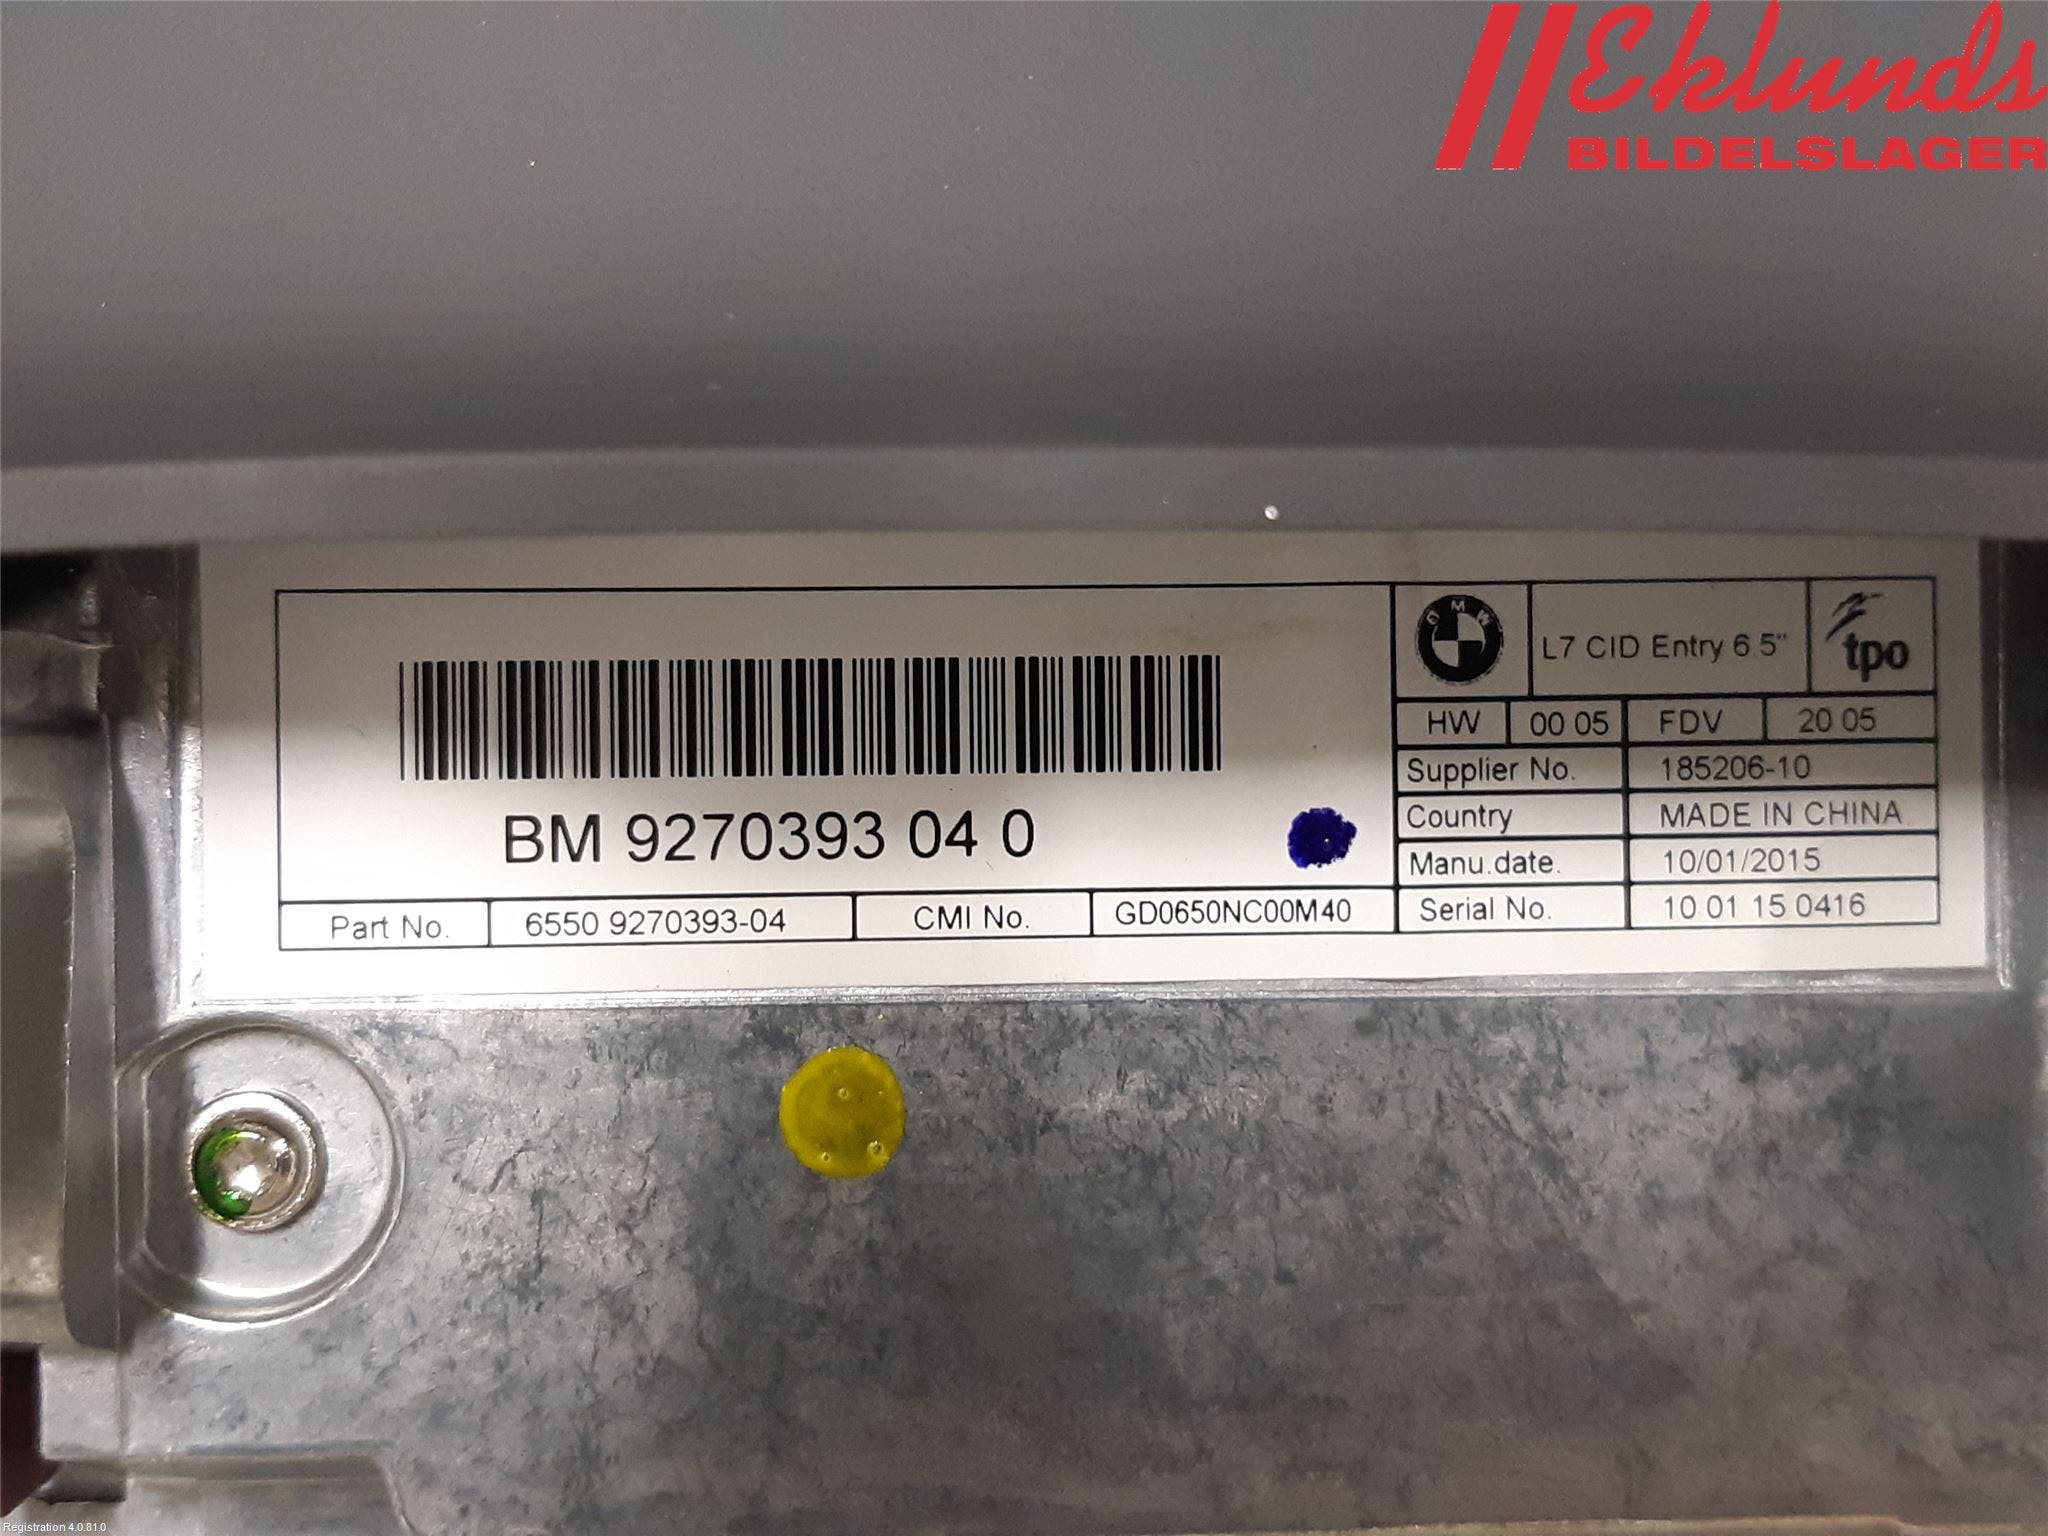 Eklunds
BILDELSLAGER
BMW
L7 CID Entry 6.5"
tpo
HW 00 05 FDV 20 05
Supplier No. 185206-10
Country MADE IN CHINA
Manu.date. 10/01/2015
Serial No. 10 01 15 0416
BM 9270393 04 0
Part No. 6550 9270393-04 CMI No. GD0650NC00M40
Registration 4.0.81.0